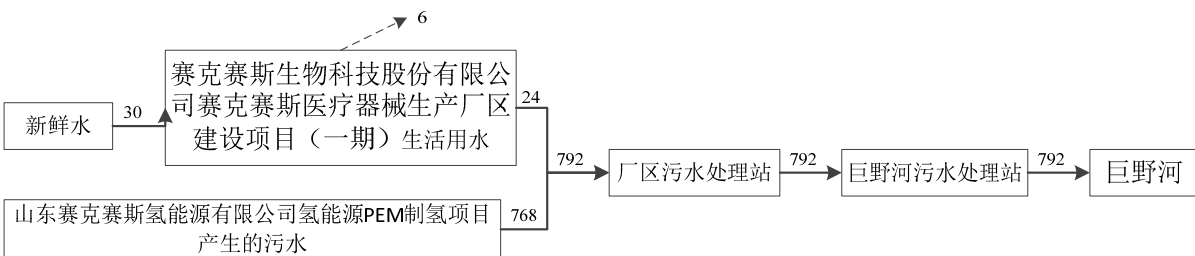 6
赛克赛斯生物科技股份有限公
司赛克赛斯医疗器械生产厂区
建设项目（一期）生活用水
新鲜水
30
24
792
厂区污水处理站
792
巨野河污水处理站
792
巨野河
山东赛克赛斯氢能源有限公司氢能源PEM制氢项目
产生的污水
768